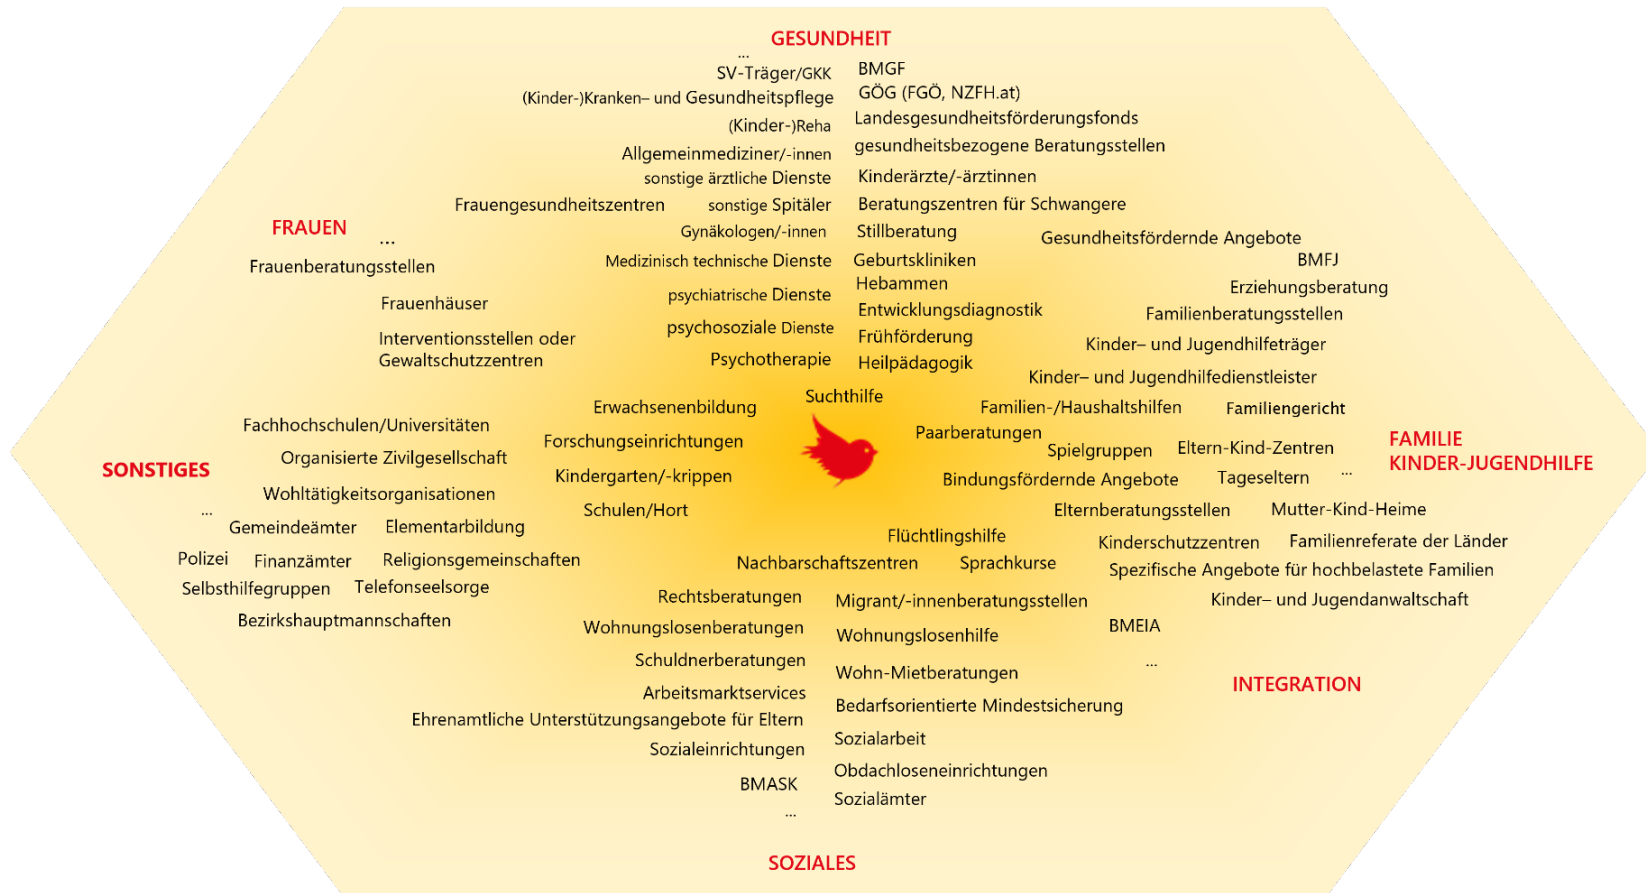 GESUNDHEIT
...
SV-Träger/GKK
(Kinder-)Kranken– und Gesundheitspflege
(Kinder-)Reha
Allgemeinmediziner/-innen
sonstige ärztliche Dienste
Frauengesundheitszentren
sonstige Spitäler
Gynäkologen/-innen
Medizinisch technische Dienste
psychiatrische Dienste
psychosoziale Dienste
Psychotherapie
BMGF
GÖG (FGÖ, NZFH.at)
Landesgesundheitsförderungsfonds
gesundheitsbezogene Beratungsstellen
Kinderärzte/-ärztinnen
Beratungszentren für Schwangere
Stillberatung
Geburtskliniken
Hebammen
Entwicklungsdiagnostik
Frühförderung
Heilpädagogik
Suchthilfe
FRAUEN
...
Frauenberatungsstellen
Frauenhäuser
Interventionsstellen oder
Gewaltschutzzentren
Gesundheitsfördernde Angebote
BMFJ
Erziehungsberatung
Familienberatungsstellen
Kinder– und Jugendhilfeträger
Kinder– und Jugendhilfedienstleister
Familien-/Haushaltshilfen
Familiengericht
Paarberatungen
Spielgruppen
Eltern-Kind-Zentren
FAMILIE
KINDER-JUGENDHILFE
...
Bindungsfördernde Angebote
Tageseltern
Elternberatungsstellen
Mutter-Kind-Heime
Kinderschutzzentren
Familienreferate der Länder
Spezifische Angebote für hochbelastete Familien
Kinder– und Jugendanwaltschaft
Erwachsenenbildung
Forschungseinrichtungen
Kindergarten/-krippen
Schulen/Hort
Fachhochschulen/Universitäten
Organisierte Zivilgesellschaft
SONSTIGES
Wohltätigkeitsorganisationen
...
Gemeindeämter
Elementarbildung
Polizei
Finanzämter
Religionsgemeinschaften
Selbsthilfegruppen
Telefonseelsorge
Bezirkshauptmannschaften
Flüchtlingshilfe
Nachbarschaftszentren
Sprachkurse
Rechtsberatungen
Migrant/-innenberatungsstellen
BMEIA
...
INTEGRATION
Wohnungslosenberatungen
Wohnungslosenhilfe
Schuldnerberatungen
Wohn-Mietberatungen
Arbeitsmarktservices
Bedarfsorientierte Mindestsicherung
Ehrenamtliche Unterstützungsangebote für Eltern
Sozialarbeit
Sozialeinrichtungen
Obdachloseneinrichtungen
BMASK
Sozialämter
...
SOZIALES